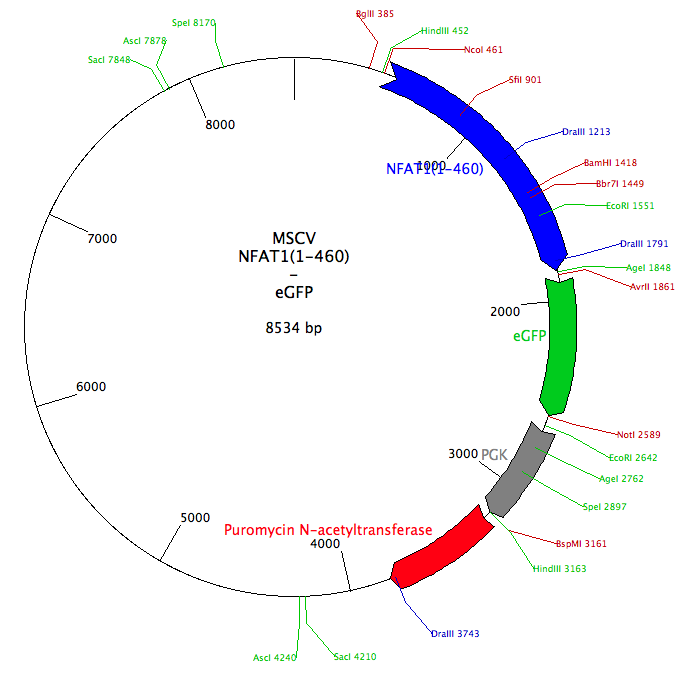 BglII 385
SpeI 8170
HindIII 452
AscI 7878
NcoI 461
SacI 7848
SfiI 901
8000
DraIII 1213
1000
NFAT1(1-460)
BamHI 1418
Bbr7I 1449
EcoRI 1551
7000
MSCV
NFAT1(1-460)
-
eGFP
8534 bp
DraIII 1791
AgeI 1848
AvrII 1861
2000
eGFP
6000
NotI 2589
3000
PGK
EcoRI 2642
AgeI 2762
SpeI 2897
5000
Puromycin N-acetyltransferase
4000
BspMI 3161
HindIII 3163
DraIII 3743
AscI 4240
SacI 4210